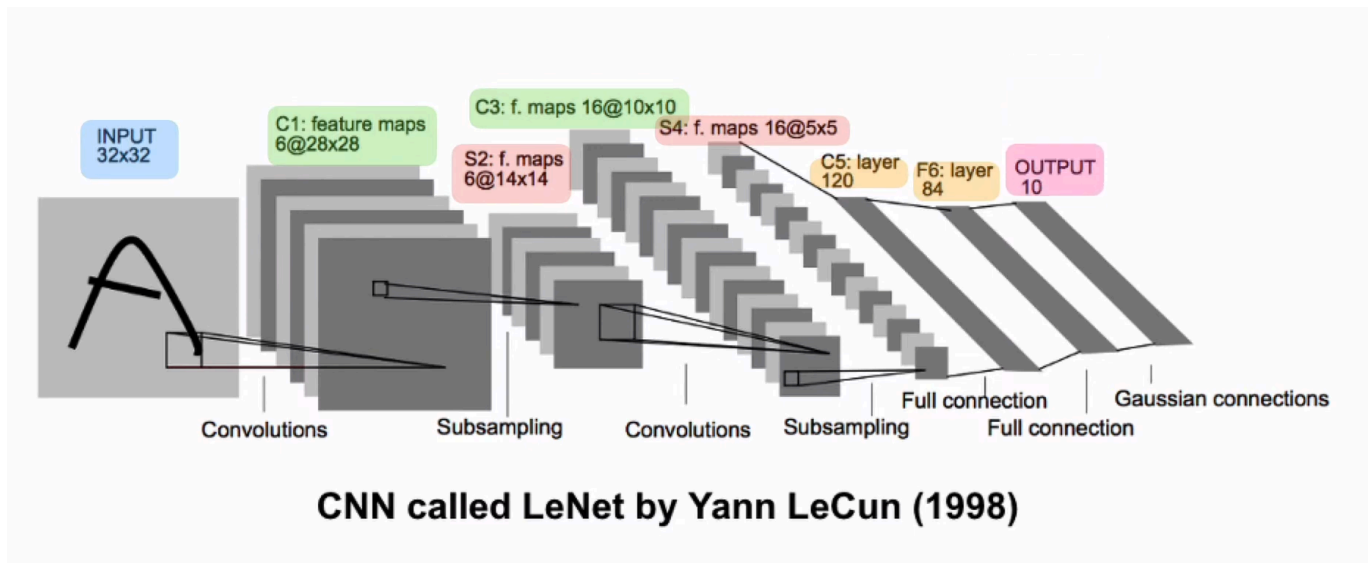 INPUT
32x32
C1: feature maps
6@28x28
S2: f. maps
6@14x14
C3: f. maps 16@10x10
S4: f. maps 16@5x5
C5: layer
120
F6: layer
84
OUTPUT
10
Convolutions
Subsampling
Convolutions
Subsampling
Full connection
Full connection
Gaussian connections
CNN called LeNet by Yann LeCun (1998)